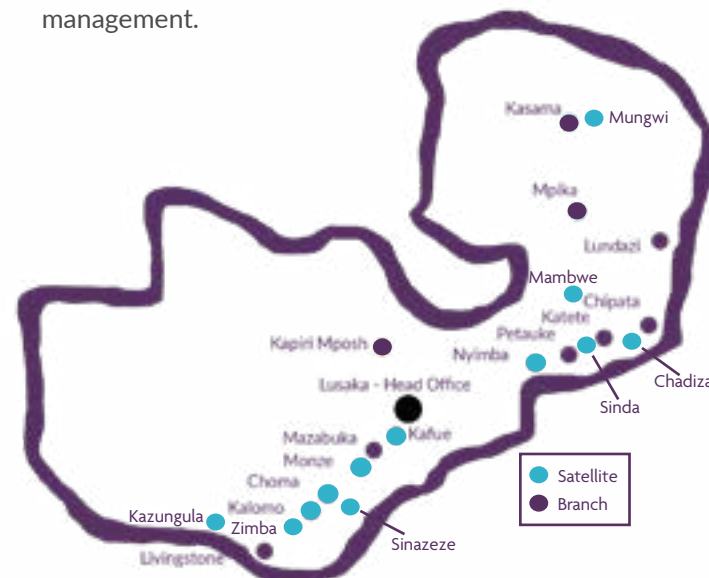 management.
Kasama
Mungwi
Mpika
Lundazi
Mambwe
Chipata
Katete
Petauke
Nyimba
Chadiza
Sinda
Kapiri Mposh
Lusaka - Head Office
Kafue
Mazabuka
Monze
Choma
Kalomo
Kazungula
Zimba
Sinazeze
Livingstone
Satellite
Branch